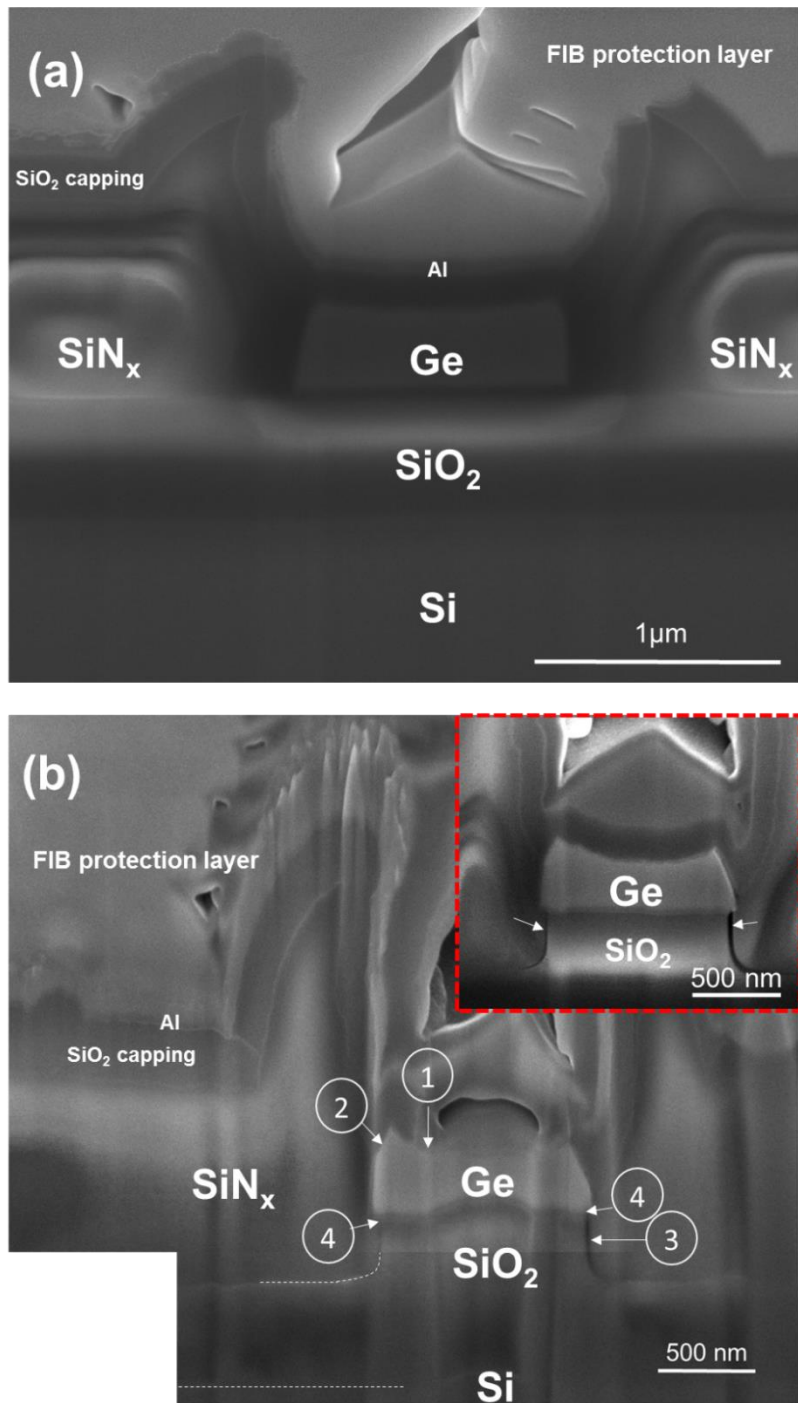 (a)
FIB protection layer
SiO₂ capping
Al
SiNₓ
Ge
SiNₓ
SiO₂
Si
1µm
(b)
FIB protection layer
Ge
SiO₂
500 nm
Al
SiO₂ capping
1
2
SiNₓ
Ge
4
4
3
SiO₂
500 nm
Si